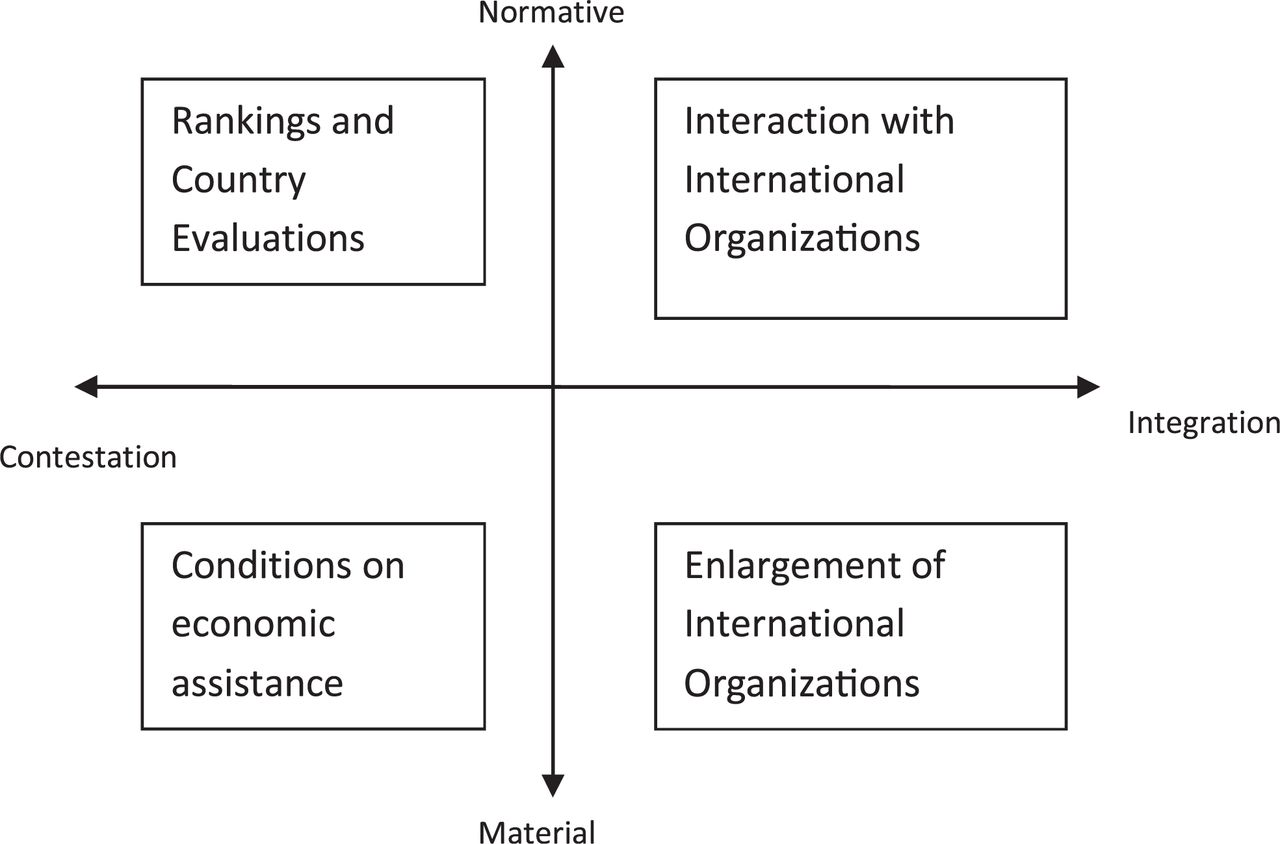 Normative
Rankings and
Country
Evaluations
Interaction with
International
Organizations
Integration
Contestation
Conditions on
economic
assistance
Enlargement of
International
Organizations
Material